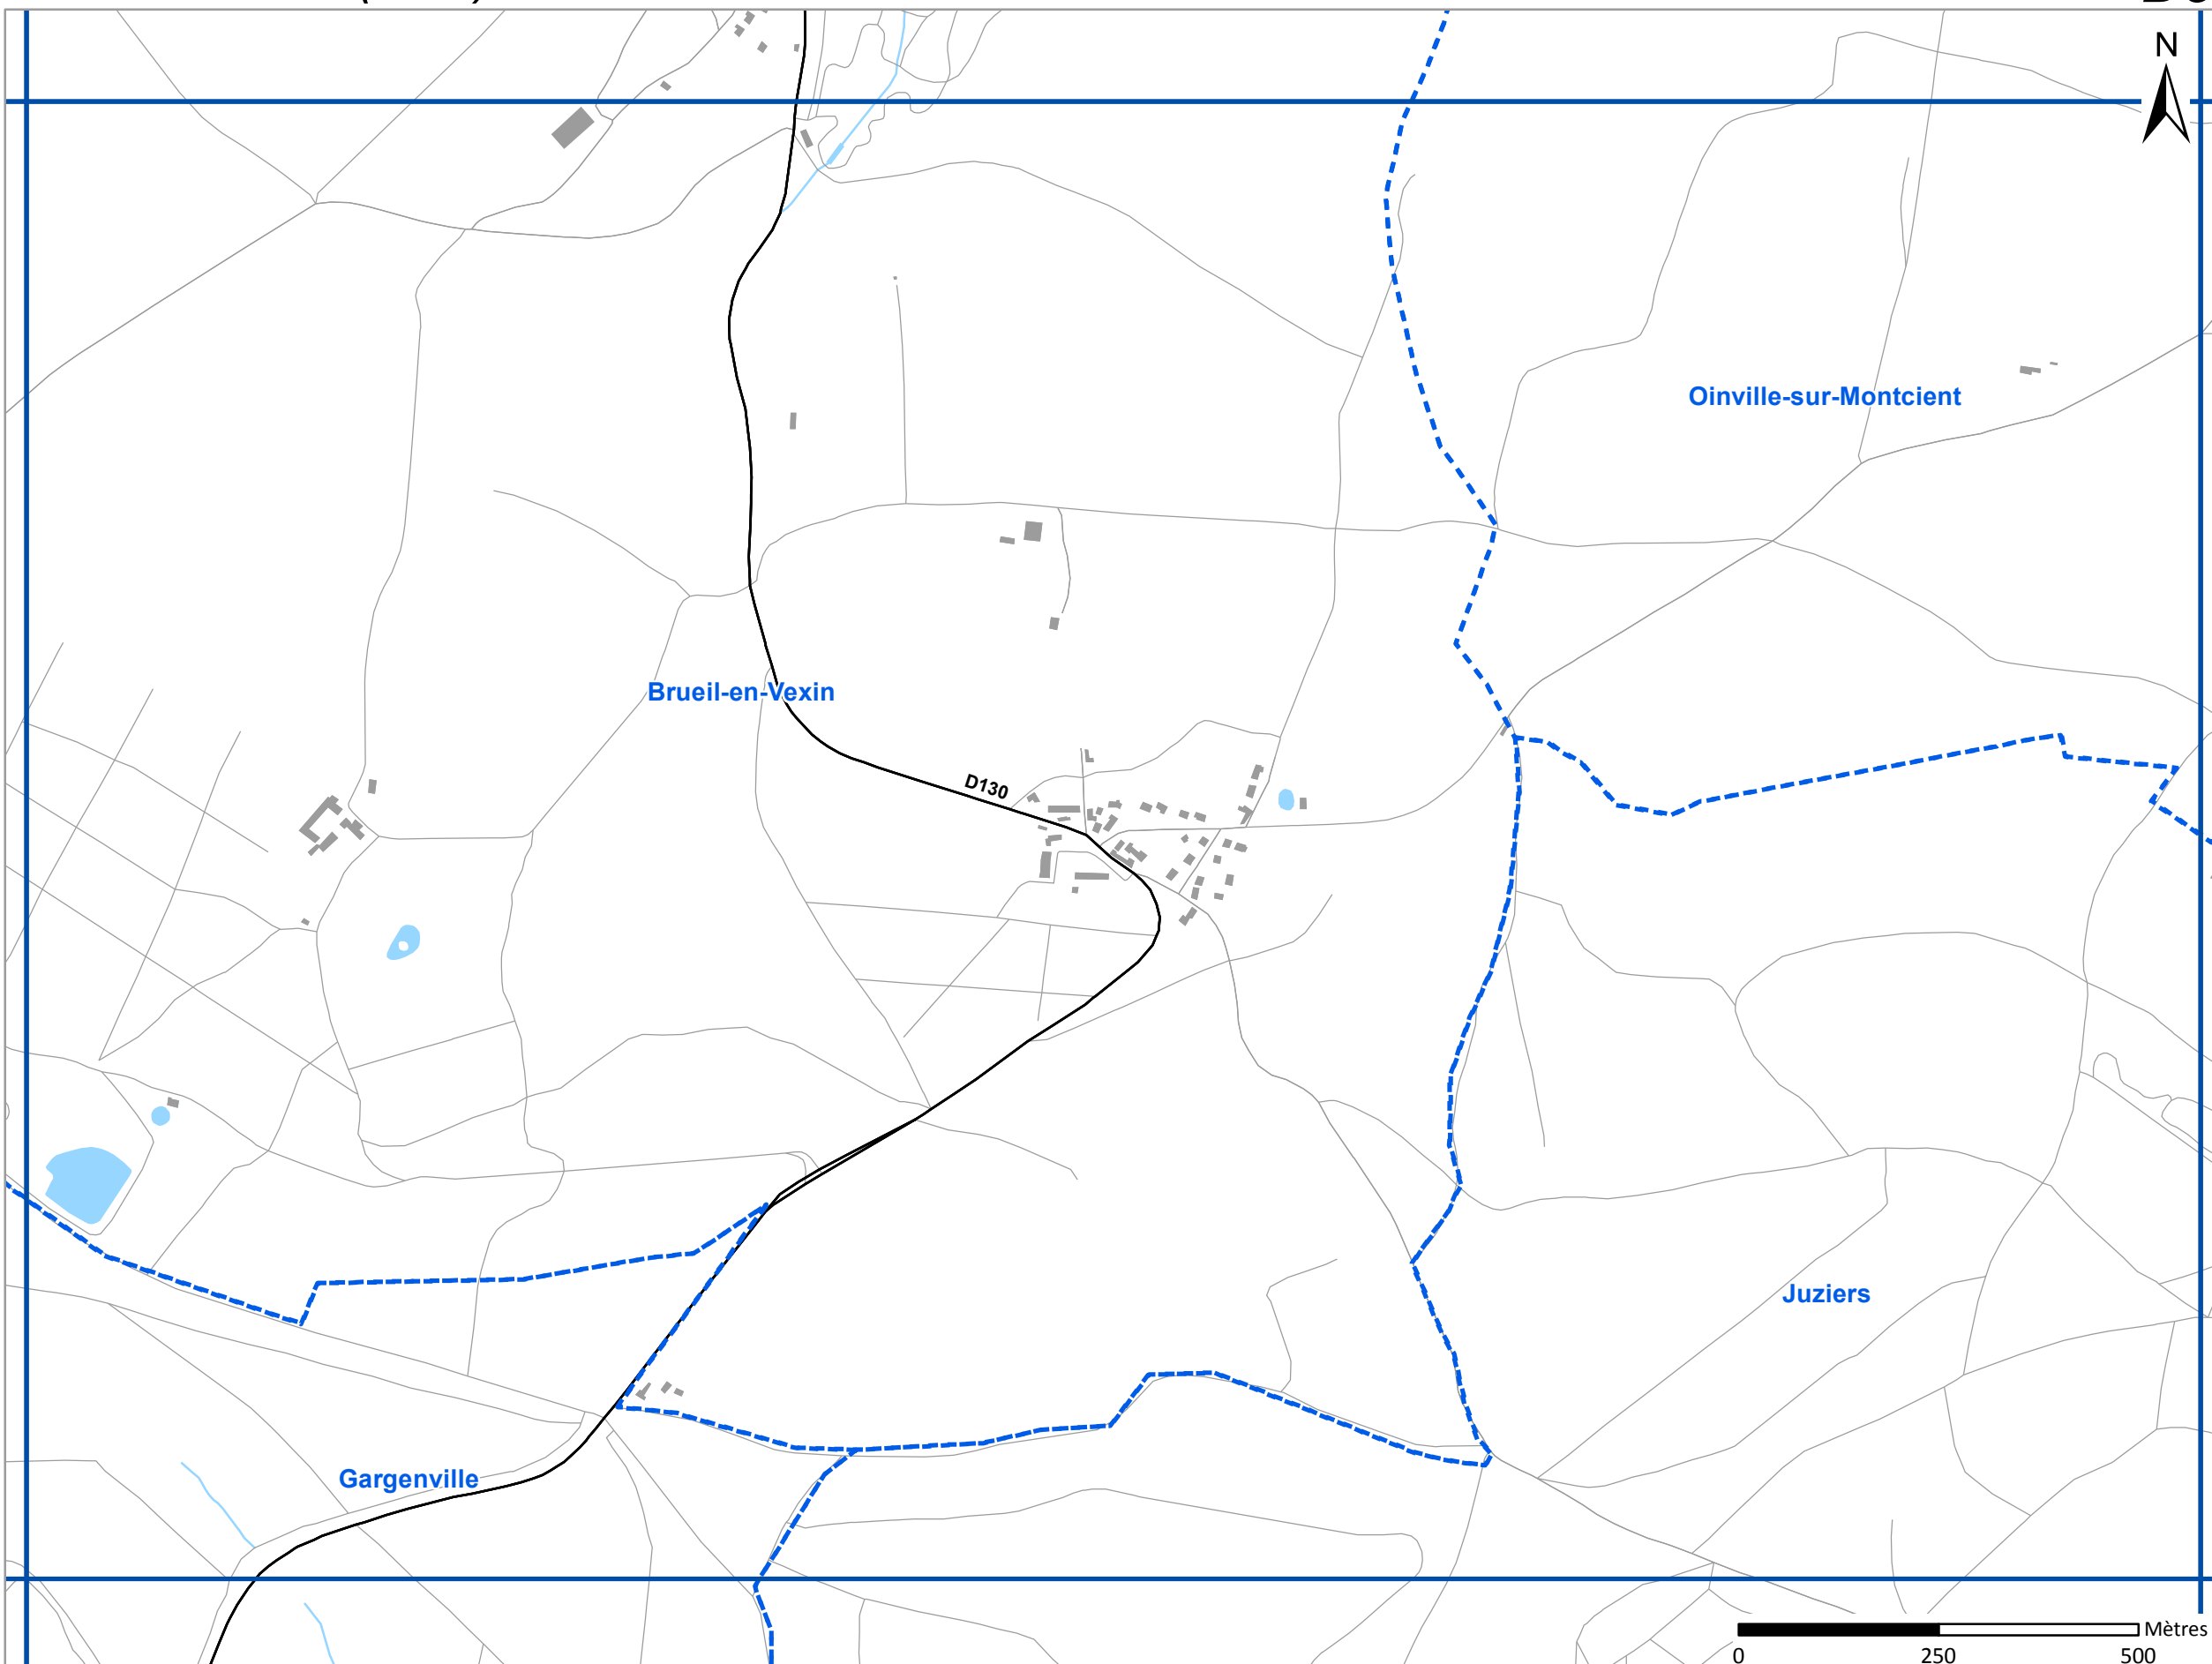 N
Oinville-sur-Montcient
Brueil-en-Vexin
D130
Juziers
Gargenville
Mètres
0 250 500